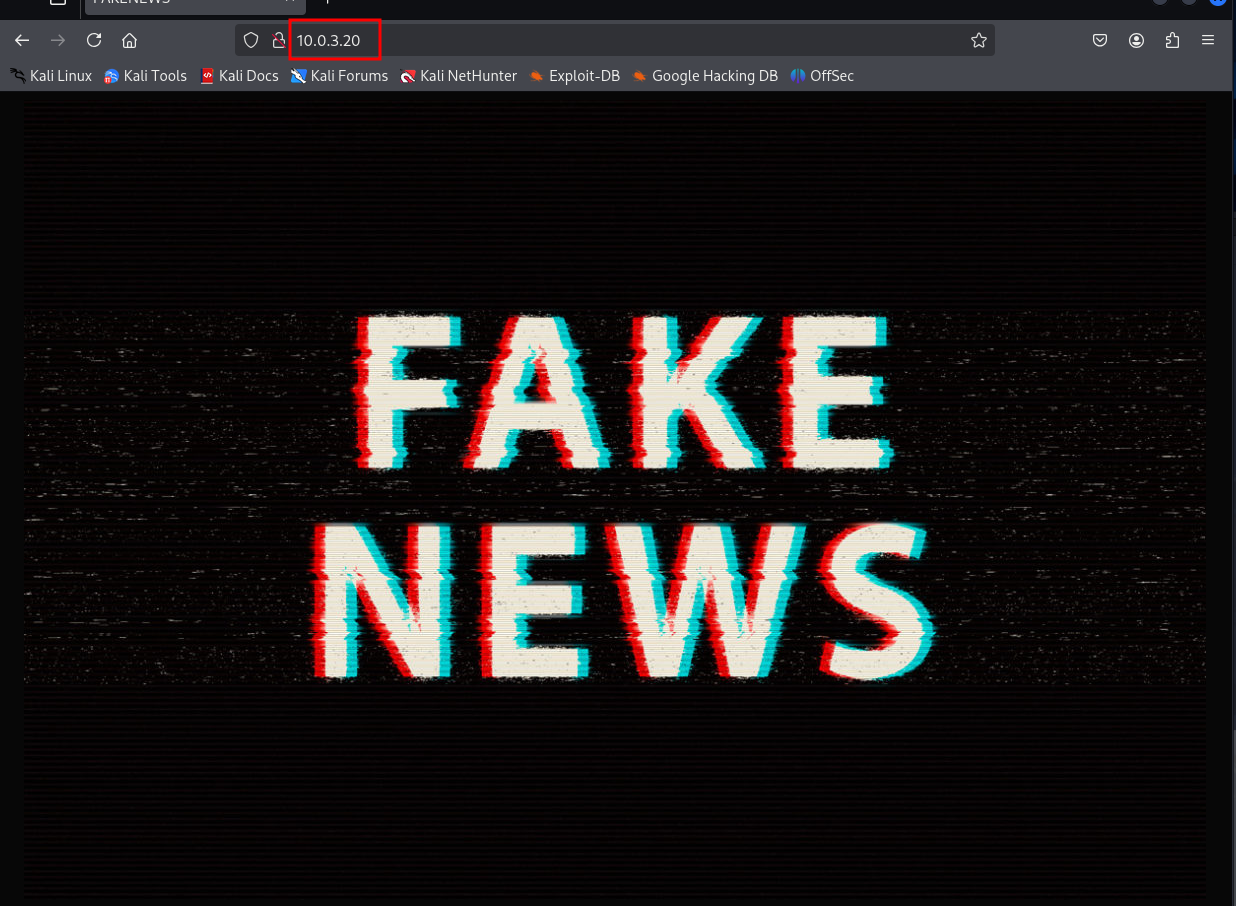 FAKENEWS
10.0.3.20
Kali Linux Kali Tools Kali Docs Kali Forums Kali NetHunter Exploit-DB Google Hacking DB OffSec
FAKE
NEWS